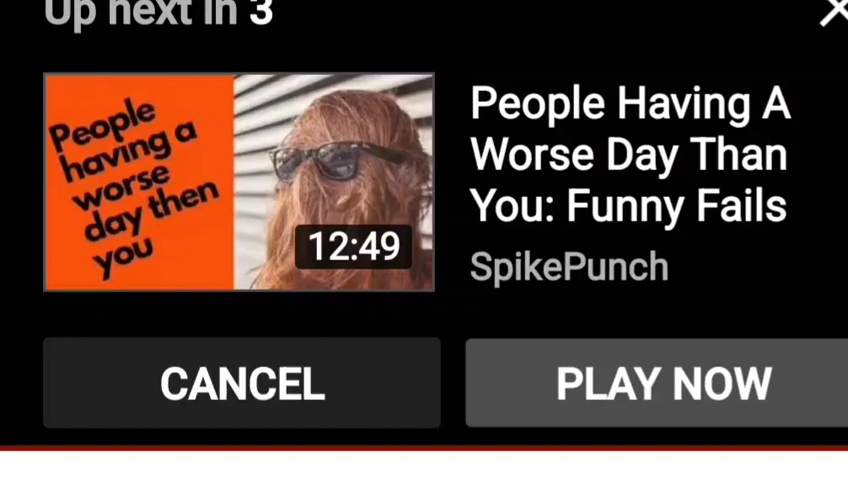 Up next in 3
People
having a
worse
day then
you
12:49
People Having A
Worse Day Than
You: Funny Fails
SpikePunch
CANCEL
PLAY NOW